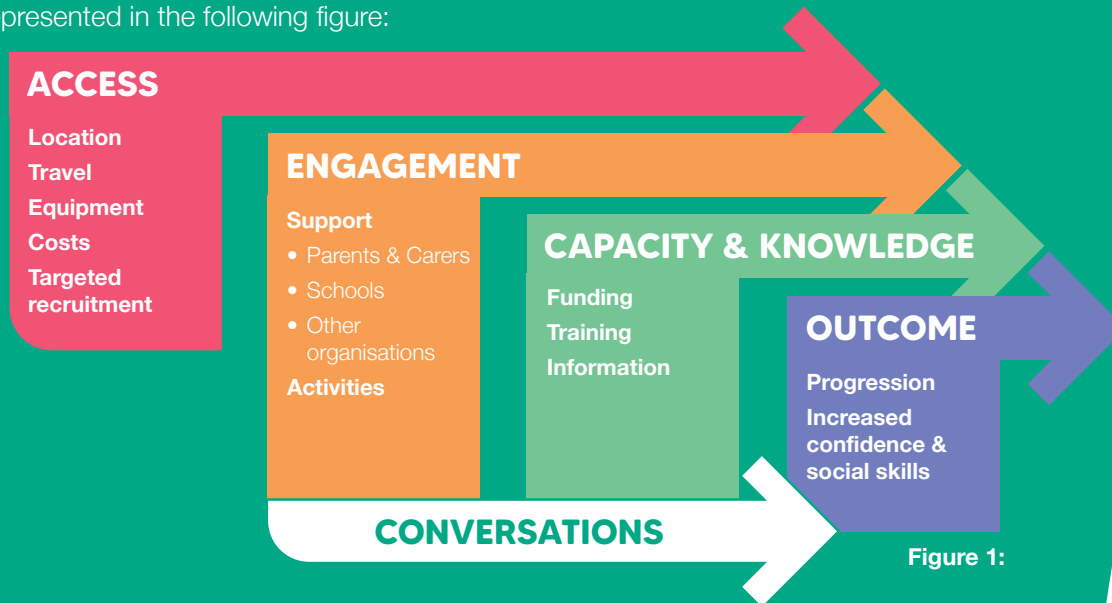 presented in the following figure:
ACCESS
Location
Travel
Equipment
Costs
Targeted
recruitment
ENGAGEMENT
Support
• Parents & Carers
• Schools
• Other
organisations
Activities
CAPACITY & KNOWLEDGE
Funding
Training
Information
OUTCOME
Progression
Increased
confidence &
social skills
CONVERSATIONS
Figure 1: